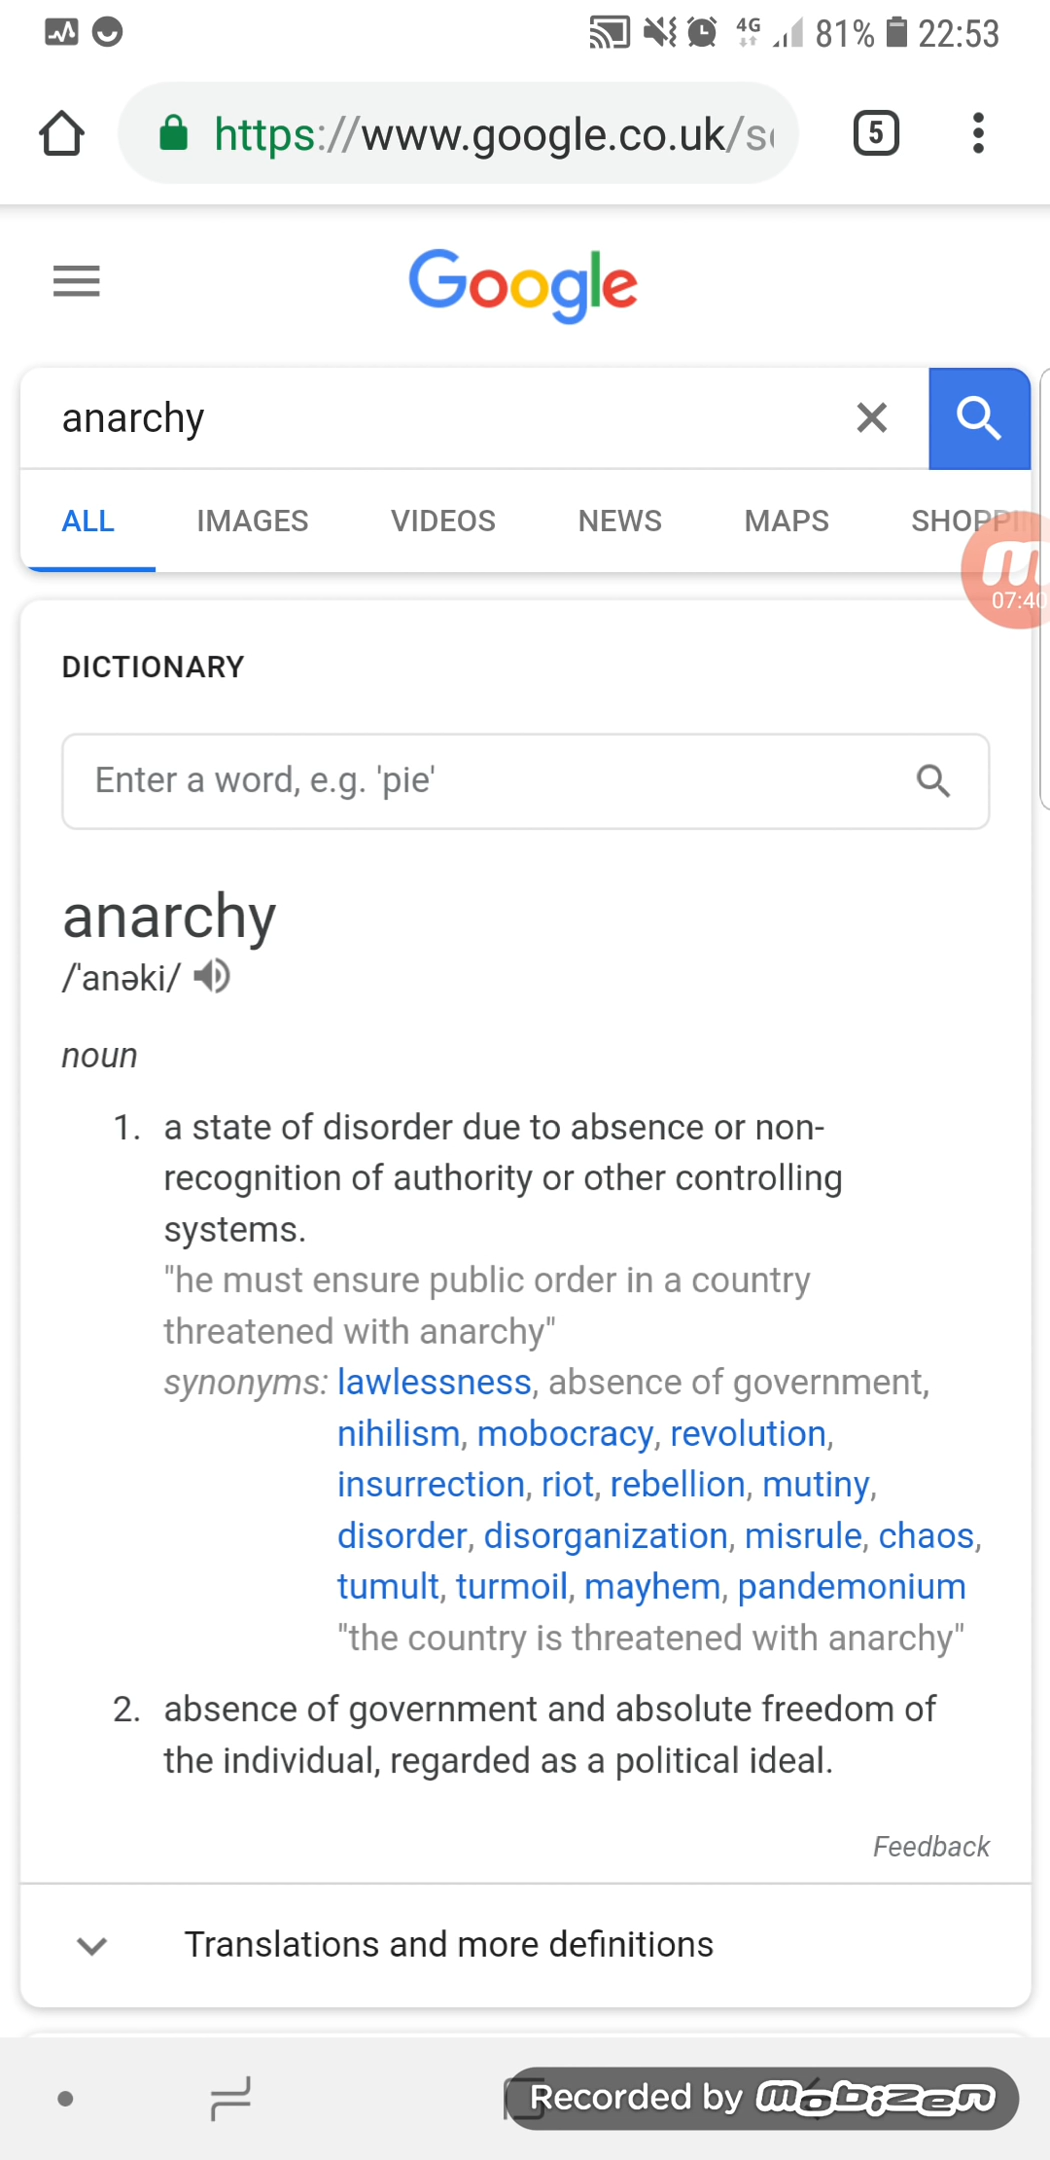 4G 81% 22:53
https://www.google.co.uk/s
5
Google
anarchy
ALL IMAGES VIDEOS NEWS MAPS SHOPPI
07:40
DICTIONARY
Enter a word, e.g. 'pie'
anarchy
/ˈanəki/
noun
1. a state of disorder due to absence or non-
recognition of authority or other controlling
systems.
"he must ensure public order in a country
threatened with anarchy"
synonyms: lawlessness, absence of government,
nihilism, mobocracy, revolution,
insurrection, riot, rebellion, mutiny,
disorder, disorganization, misrule, chaos,
tumult, turmoil, mayhem, pandemonium
"the country is threatened with anarchy"
2. absence of government and absolute freedom of
the individual, regarded as a political ideal.
Feedback
Translations and more definitions
Recorded by mobizen